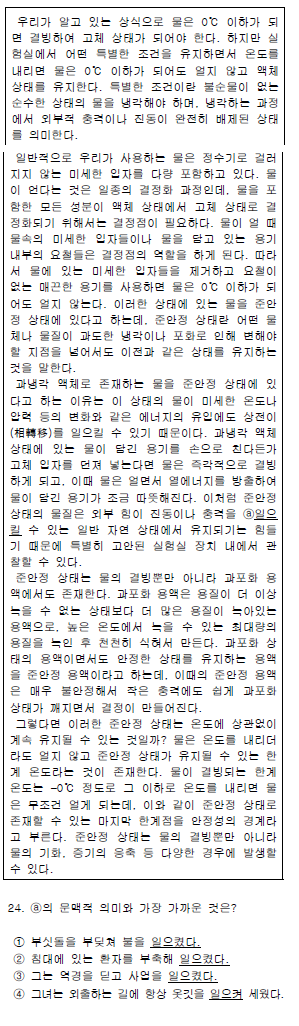 우리가 알고 있는 상식으로 물은 0℃ 이하가 되
면 결빙하여 고체 상태가 되어야 한다. 하지만 실
험실에서 어떤 특별한 조건을 유지하면서 온도를
내리면 물은 0℃ 이하가 되어도 얼지 않고 액체
상태를 유지한다. 특별한 조건이란 불순물이 없는
순수한 상태의 물을 냉각해야 하며, 냉각하는 과정
에서 외부적 충격이나 진동이 완전히 배제된 상태
를 의미한다.
일반적으로 우리가 사용하는 물은 정수기로 걸러
지지 않는 미세한 입자를 다량 포함하고 있다. 물
이 언다는 것은 일종의 결정화 과정인데, 물을 포
함한 모든 성분이 액체 상태에서 고체 상태로 결
정화되기 위해서는 결정점이 필요하다. 물이 얼 때
물속의 미세한 입자들이나 물을 담고 있는 용기
내부의 요철들은 결정점의 역할을 하게 된다. 따라
서 물에 있는 미세한 입자들을 제거하고 요철이
없는 매끈한 용기를 사용하면 물은 0℃ 이하가 되
어도 얼지 않는다. 이러한 상태에 있는 물을 준안
정 상태에 있다고 하는데, 준안정 상태란 어떤 물
체나 물질이 과도한 냉각이나 포화로 인해 변해야
할 지점을 넘어서도 이전과 같은 상태를 유지하는
것을 말한다.
과냉각 액체로 존재하는 물을 준안정 상태에 있
다고 하는 이유는 이 상태의 물이 미세한 온도나
압력 등의 변화와 같은 에너지의 유입에도 상전이
(相轉移)를 일으킬 수 있기 때문이다. 과냉각 액체
상태에 있는 물이 담긴 용기를 손으로 친다든가
고체 입자를 던져 넣는다면 물은 즉각적으로 결빙
하게 되고, 이때 물은 얼면서 열에너지를 방출하여
물이 담긴 용기가 조금 따뜻해진다. 이처럼 준안정
상태의 물질은 외부 힘이 진동이나 충격을 ⓐ일으
킬 수 있는 일반 자연 상태에서 유지되기는 힘들
기 때문에 특별히 고안된 실험실 장치 내에서 관
찰할 수 있다.
준안정 상태는 물의 결빙뿐만 아니라 과포화 용
액에서도 존재한다. 과포화 용액은 용질이 더 이상
녹을 수 없는 상태보다 더 많은 용질이 녹아있는
용액으로, 높은 온도에서 녹을 수 있는 최대량의
용질을 녹인 후 천천히 식혀서 만든다. 과포화 상
태의 용액이면서도 안정한 상태를 유지하는 용액
을 준안정 용액이라고 하는데, 이때의 준안정 용액
은 매우 불안정해서 작은 충격에도 쉽게 과포화
상태가 깨지면서 결정이 만들어진다.
그렇다면 이러한 준안정 상태는 온도에 상관없이
계속 유지될 수 있는 것일까? 물은 온도를 내리더
라도 얼지 않고 준안정 상태가 유지될 수 있는 한
계 온도라는 것이 존재한다. 물이 결빙되는 한계
온도는 -0℃ 정도로 그 이하로 온도를 내리면 물
은 무조건 얼게 되는데, 이와 같이 준안정 상태로
존재할 수 있는 마지막 한계점을 안정성의 경계라
고 부른다. 준안정 상태는 물의 결빙뿐만 아니라
물의 기화, 증기의 응축 등 다양한 경우에 발생할
수 있다.
24. ⓐ의 문맥적 의미와 가장 가까운 것은?
① 부싯돌을 부딪쳐 불을 일으켰다.
② 침대에 있는 환자를 부축해 일으켰다.
③ 그는 역경을 딛고 사업을 일으켰다.
④ 그녀는 외출하는 길에 항상 옷깃을 일으켜 세웠다.